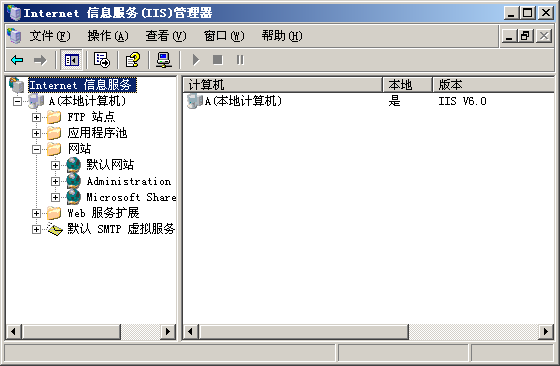 Internet 信息服务(IIS)管理器
文件(F) 操作(A) 查看(V) 窗口(W) 帮助(H)
Internet 信息服务
A(本地计算机)
FTP 站点
应用程序池
网站
默认网站
Administration
Microsoft Share
Web 服务扩展
默认 SMTP 虚拟服务
计算机 本地 版本
A(本地计算机) 是 IIS V6.0